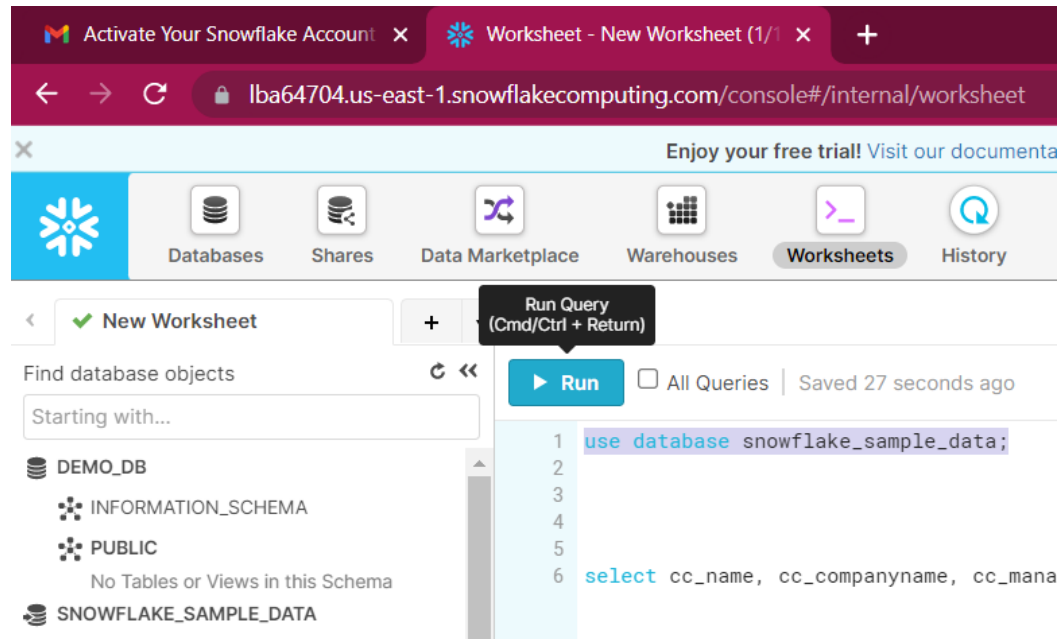 Activate Your Snowflake Account
Worksheet - New Worksheet (1/1
lba64704.us-east-1.snowflakecomputing.com/console#/internal/worksheet
Enjoy your free trial! Visit our documenta
Databases Shares Data Marketplace Warehouses Worksheets History
New Worksheet
Run Query
(Cmd/Ctrl + Return)
Find database objects
Starting with...
Run All Queries Saved 27 seconds ago
1 use database snowflake_sample_data;
2
3
4
5
6 select cc_name, cc_companyname, cc_mana
DEMO_DB
INFORMATION_SCHEMA
PUBLIC
No Tables or Views in this Schema
SNOWFLAKE_SAMPLE_DATA